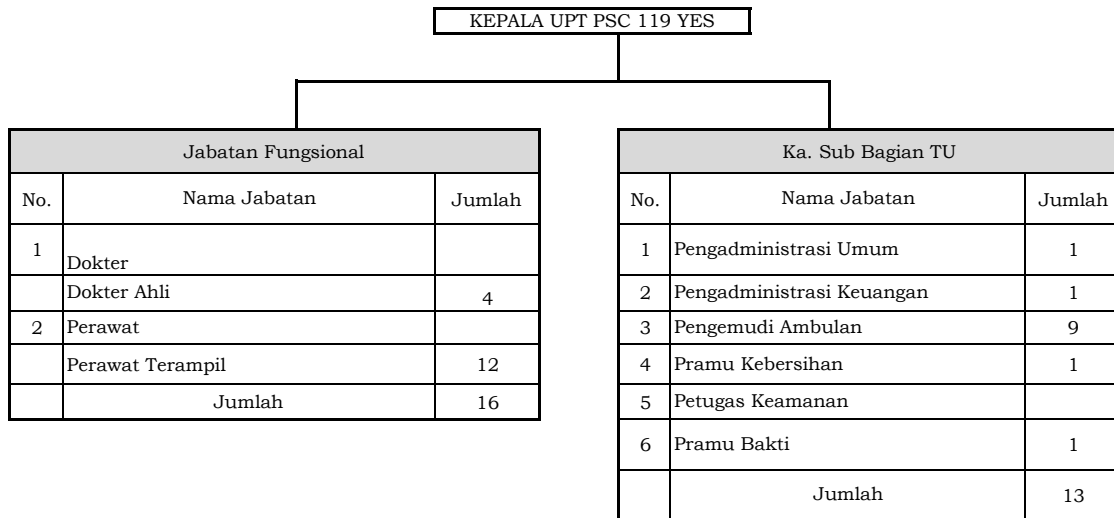 KEPALA UPT PSC 119 YES
Jabatan Fungsional
No. Nama Jabatan Jumlah
1 Dokter
Dokter Ahli 4
2 Perawat
Perawat Terampil 12
Jumlah 16
Ka. Sub Bagian TU
No. Nama Jabatan Jumlah
1 Pengadministrasi Umum 1
2 Pengadministrasi Keuangan 1
3 Pengemudi Ambulan 9
4 Pramu Kebersihan 1
5 Petugas Keamanan
6 Pramu Bakti 1
Jumlah 13